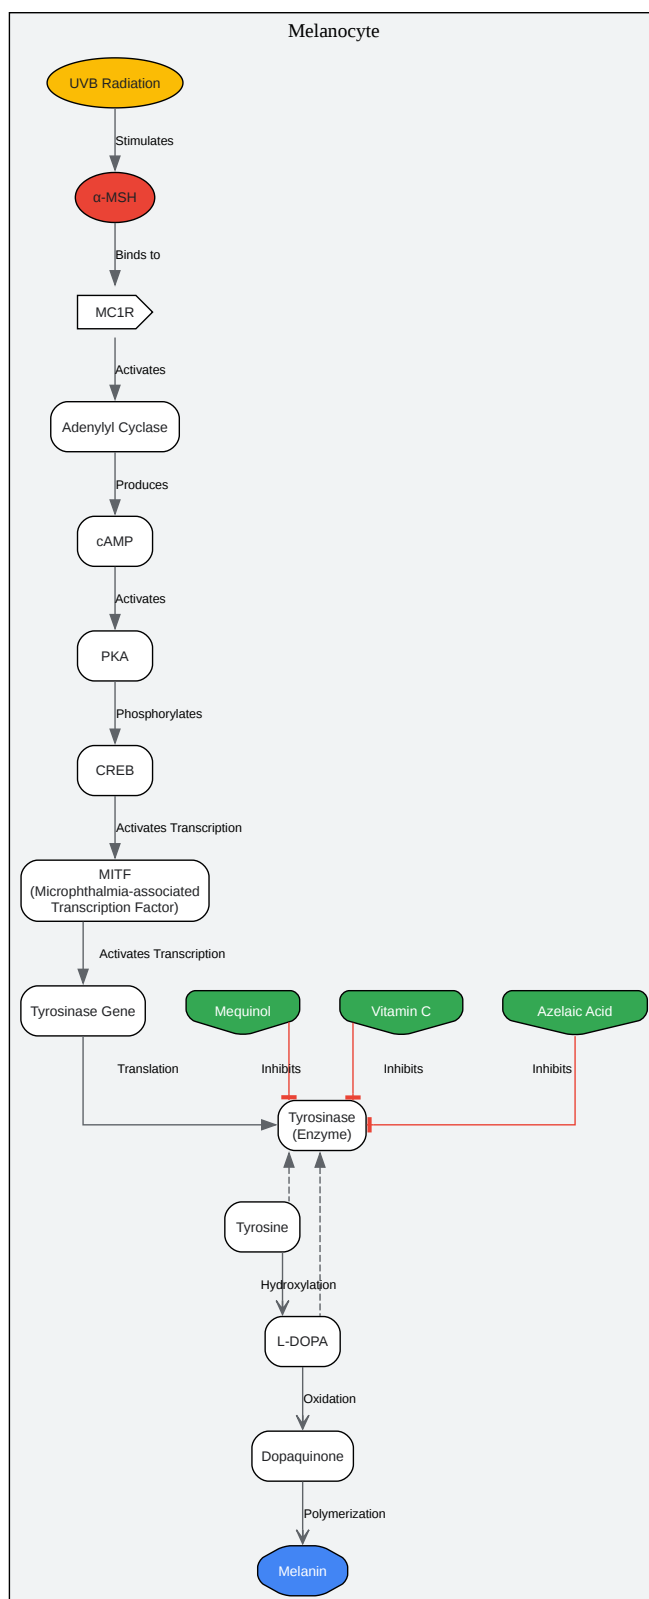 Melanocyte
UVB Radiation
Stimulates
α-MSH
Binds to
MC1R
Activates
Adenylyl Cyclase
Produces
cAMP
Activates
PKA
Phosphorylates
CREB
Activates Transcription
MITF
(Microphthalmia-associated
Transcription Factor)
Activates Transcription
Tyrosinase Gene
Mequinol
Vitamin C
Azelaic Acid
Translation
Inhibits
Inhibits
Inhibits
Tyrosinase
(Enzyme)
Tyrosine
Hydroxylation
L-DOPA
Oxidation
Dopaquinone
Polymerization
Melanin